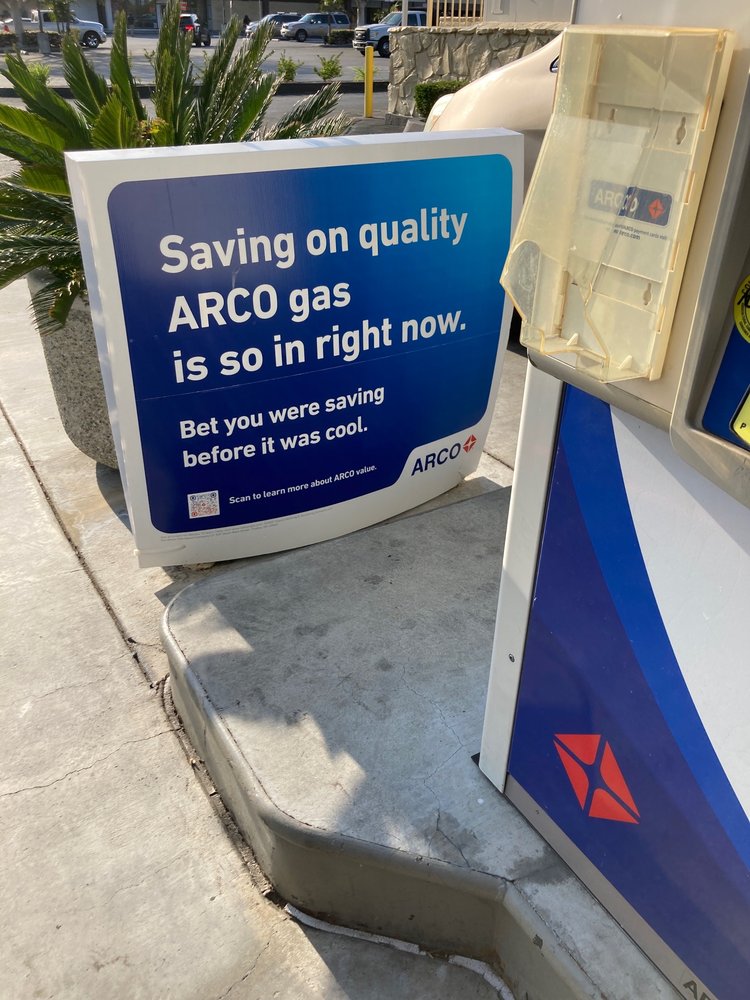 Saving on quality
ARCO gas
is so in right now.
Bet you were saving
before it was cool.
Scan to learn more about ARCO value.
ARCO
ARCO
P